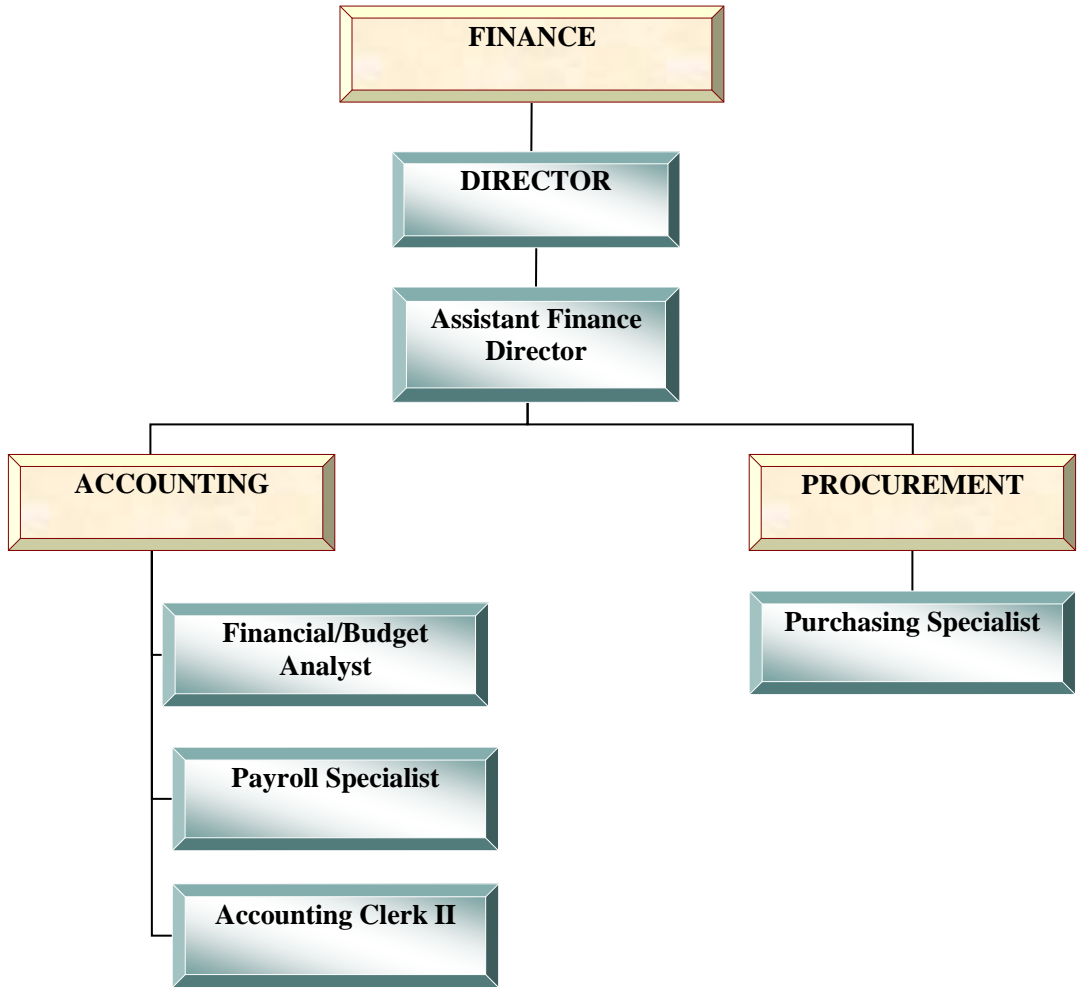 FINANCE
DIRECTOR
Assistant Finance
Director
ACCOUNTING
PROCUREMENT
Financial/Budget
Analyst
Purchasing Specialist
Payroll Specialist
Accounting Clerk II